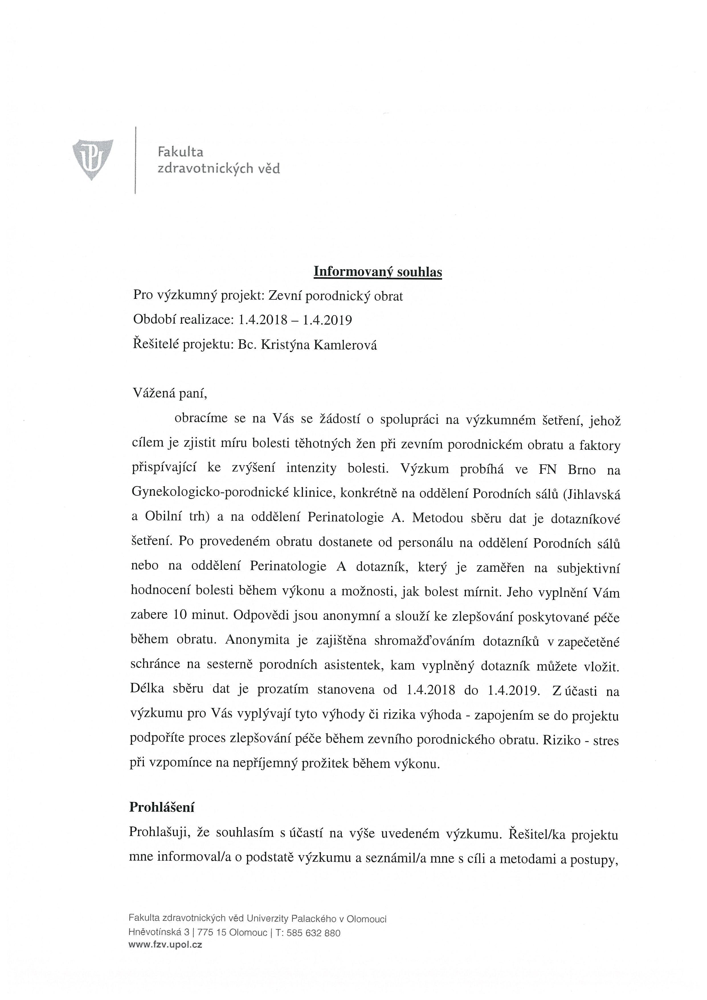 UP
Fakulta
zdravotnických věd
Informovaný souhlas
Pro výzkumný projekt: Zevní porodnický obrat
Období realizace: 1.4.2018 – 1.4.2019
Řešitelé projektu: Bc. Kristýna Kamlerová
Vážená paní,
obracíme se na Vás se žádostí o spolupráci na výzkumném šetření, jehož
cílem je zjistit míru bolesti těhotných žen při zevním porodnickém obratu a faktory
přispívající ke zvýšení intenzity bolesti. Výzkum probíhá ve FN Brno na
Gynekologicko-porodnické klinice, konkrétně na oddělení Porodních sálů (Jihlavská
a Obilní trh) a na oddělení Perinatologie A. Metodou sběru dat je dotazníkové
šetření. Po provedeném obratu dostanete od personálu na oddělení Porodních sálů
nebo na oddělení Perinatologie A dotazník, který je zaměřen na subjektivní
hodnocení bolesti během výkonu a možnosti, jak bolest mírnit. Jeho vyplnění Vám
zabere 10 minut. Odpovědi jsou anonymní a slouží ke zlepšování poskytované péče
během obratu. Anonymita je zajištěna shromažďováním dotazníků v zapečetěné
schránce na sesterně porodních asistentek, kam vyplněný dotazník můžete vložit.
Délka sběru dat je prozatím stanovena od 1.4.2018 do 1.4.2019. Z účasti na
výzkumu pro Vás vyplývají tyto výhody či rizika výhoda - zapojením se do projektu
podpoříte proces zlepšování péče během zevního porodnického obratu. Riziko - stres
při vzpomínce na nepříjemný prožitek během výkonu.
Prohlášení
Prohlašuji, že souhlasím s účastí na výše uvedeném výzkumu. Řešitel/ka projektu
mne informoval/a o podstatě výzkumu a seznámil/a mne s cíli a metodami a postupy,
Fakulta zdravotnických věd Univerzity Palackého v Olomouci
Hněvotínská 3 | 775 15 Olomouc | T: 585 632 880
www.fzv.upol.cz